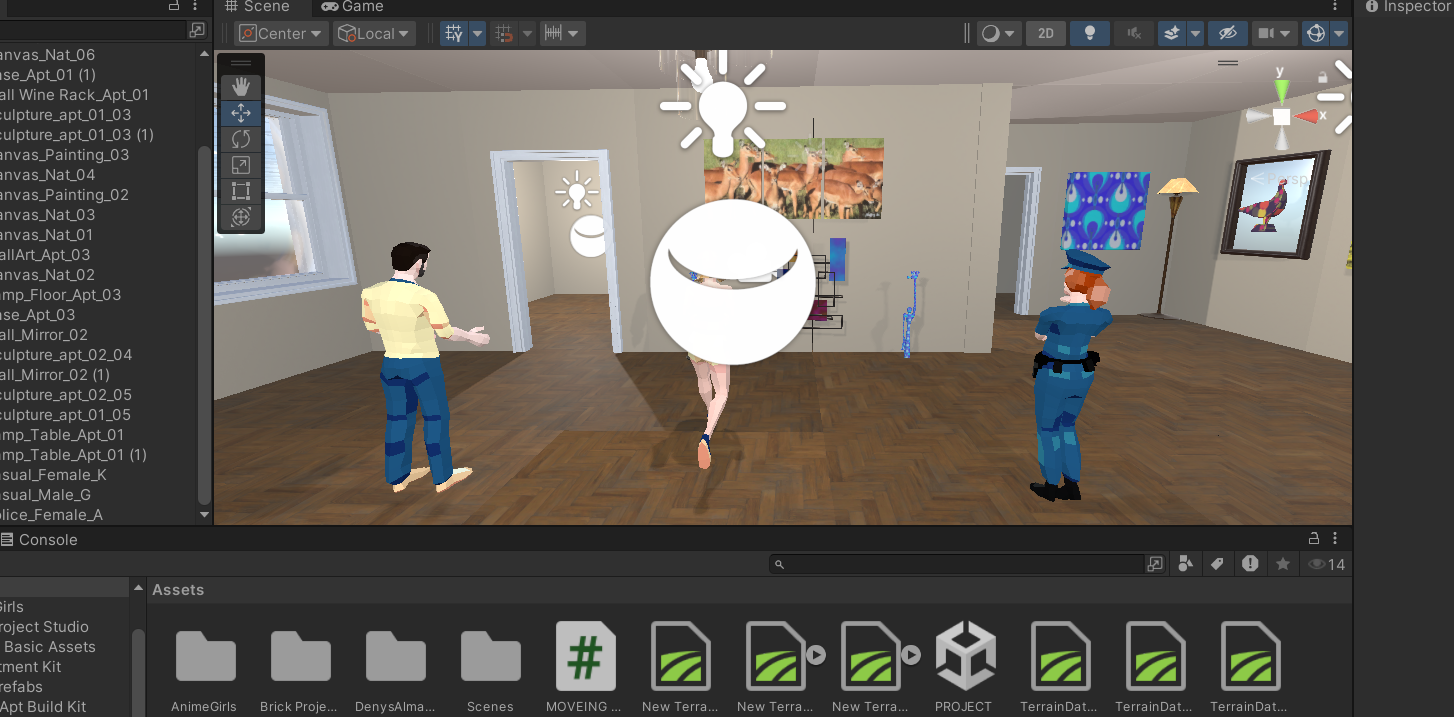 Scene
Game
Inspector
Center
Local
2D
anvas_Nat_06
ase_Apt_01 (1)
all Wine Rack_Apt_01
culpture_apt_01_03
culpture_apt_01_03 (1)
anvas_Painting_03
anvas_Nat_04
anvas_Painting_02
anvas_Nat_03
anvas_Nat_01
allArt_Apt_03
anvas_Nat_02
amp_Floor_Apt_03
ase_Apt_03
all_Mirror_02
culpture_apt_02_04
all_Mirror_02 (1)
culpture_apt_02_05
culpture_apt_01_05
amp_Table_Apt_01
amp_Table_Apt_01 (1)
asual_Female_K
asual_Male_G
olice_Female_A
y
x
Persp
Console
14
Girls
roject Studio
Basic Assets
tment Kit
refabs
Apt Build Kit
Assets
#
AnimeGirls
Brick Proje...
DenysAlma...
Scenes
MOVEING ...
New Terra...
New Terra...
New Terra...
PROJECT
TerrainDat...
TerrainDat...
TerrainDat...